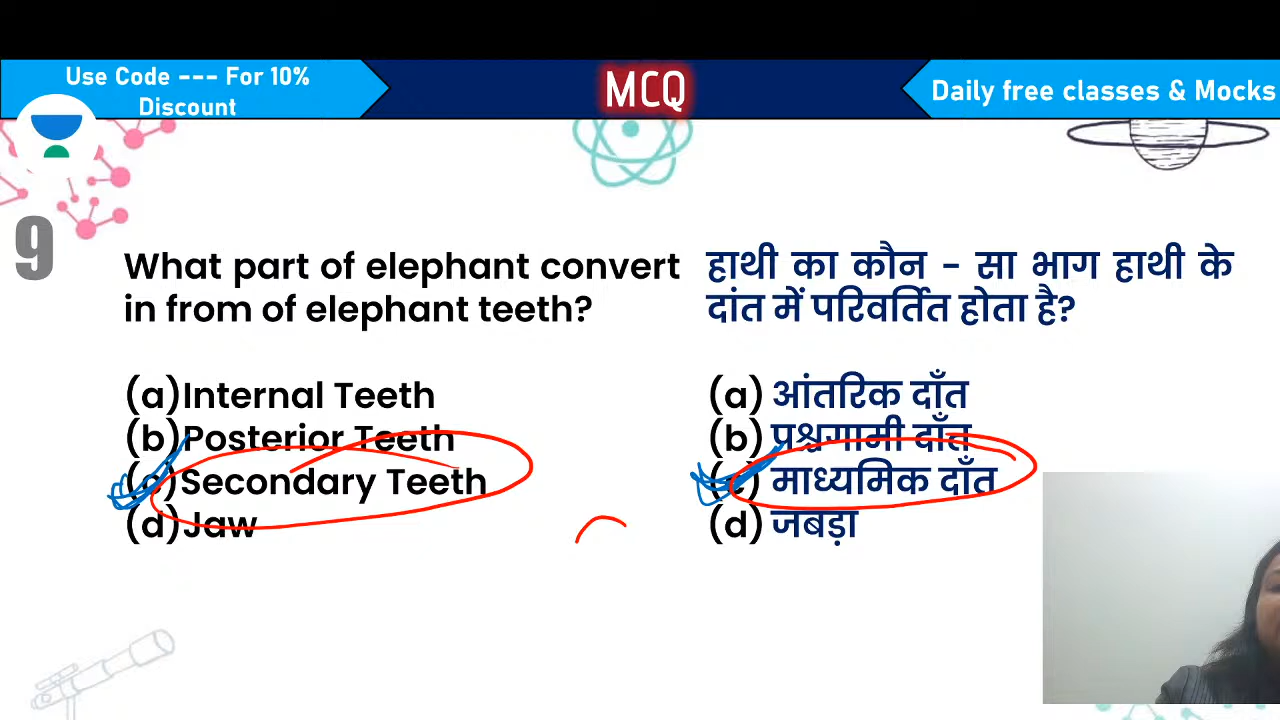 Use Code --- For 10%
Discount
MCQ
Daily free classes & Mocks
9
What part of elephant convert
in from of elephant teeth?
(a)Internal Teeth
(b)Posterior Teeth
(c)Secondary Teeth
(d)Jaw
हाथी का कौन - सा भाग हाथी के
दांत में परिवर्तित होता है?
(a) आंतरिक दाँत
(b) पश्चगामी दाँत
(c) माध्यमिक दाँत
(d) जबड़ा